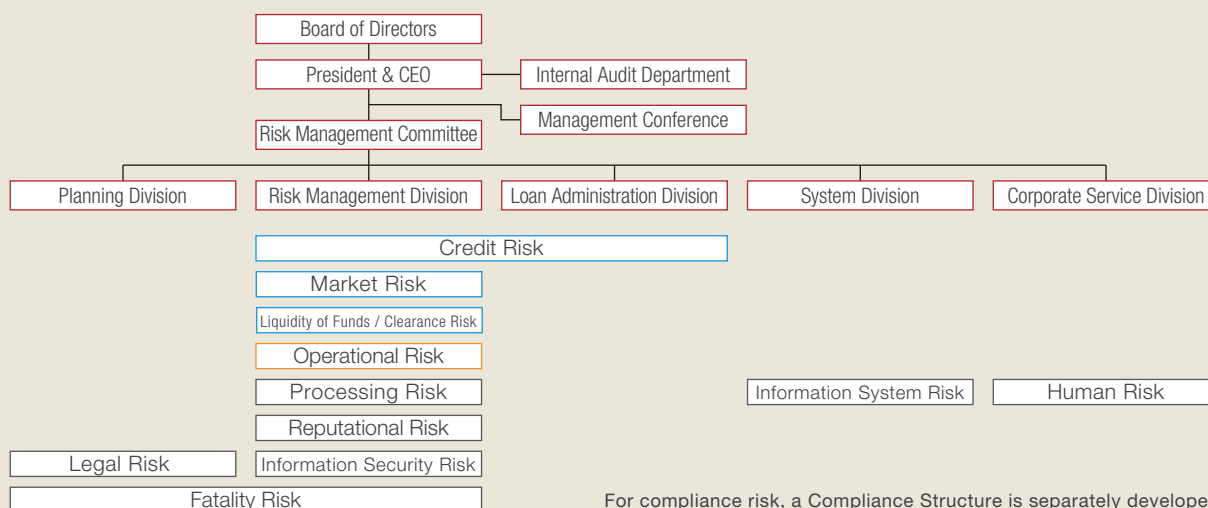 Board of Directors
President & CEO
Internal Audit Department
Management Conference
Risk Management Committee
Planning Division
Risk Management Division
Loan Administration Division
System Division
Corporate Service Division
Credit Risk
Market Risk
Liquidity of Funds / Clearance Risk
Operational Risk
Processing Risk
Information System Risk
Human Risk
Reputational Risk
Legal Risk
Information Security Risk
Fatality Risk
For compliance risk, a Compliance Structure is separately